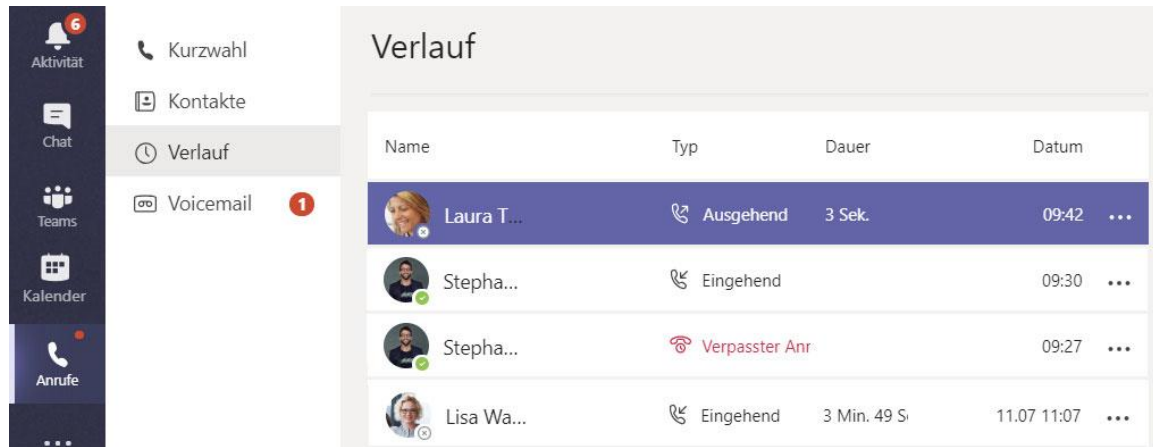 6
Aktivität
Chat
Teams
Kalender
Anrufe
Kurzwahl
Kontakte
Verlauf
Voicemail 1
Verlauf
Name Typ Dauer Datum
Laura T... Ausgehend 3 Sek. 09:42
Stepha... Eingehend 09:30
Stepha... Verpasster Anr 09:27
Lisa Wa... Eingehend 3 Min. 49 S 11.07 11:07